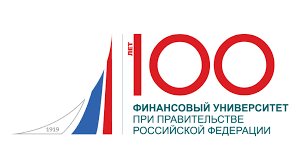 ЛЕТ
100
1919
ФИНАНСОВЫЙ УНИВЕРСИТЕТ
ПРИ ПРАВИТЕЛЬСТВЕ
РОССИЙСКОЙ ФЕДЕРАЦИИ